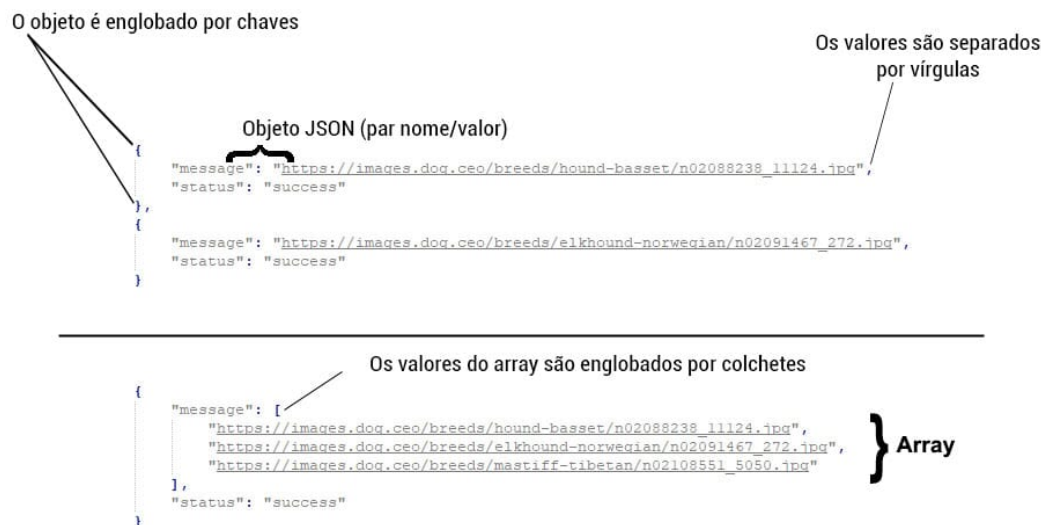 O objeto é englobado por chaves
Os valores são separados
por vírgulas
Objeto JSON (par nome/valor)
{
"message": "https://images.dog.ceo/breeds/hound-basset/n02088238_11124.jpg",
"status": "success"
},
{
"message": "https://images.dog.ceo/breeds/elkhound-norwegian/n02091467_272.jpg",
"status": "success"
}
Os valores do array são englobados por colchetes
{
"message": [
"https://images.dog.ceo/breeds/hound-basset/n02088238_11124.jpg",
"https://images.dog.ceo/breeds/elkhound-norwegian/n02091467_272.jpg",
"https://images.dog.ceo/breeds/mastiff-tibetan/n02108551_5050.jpg"
],
"status": "success"
}
} Array